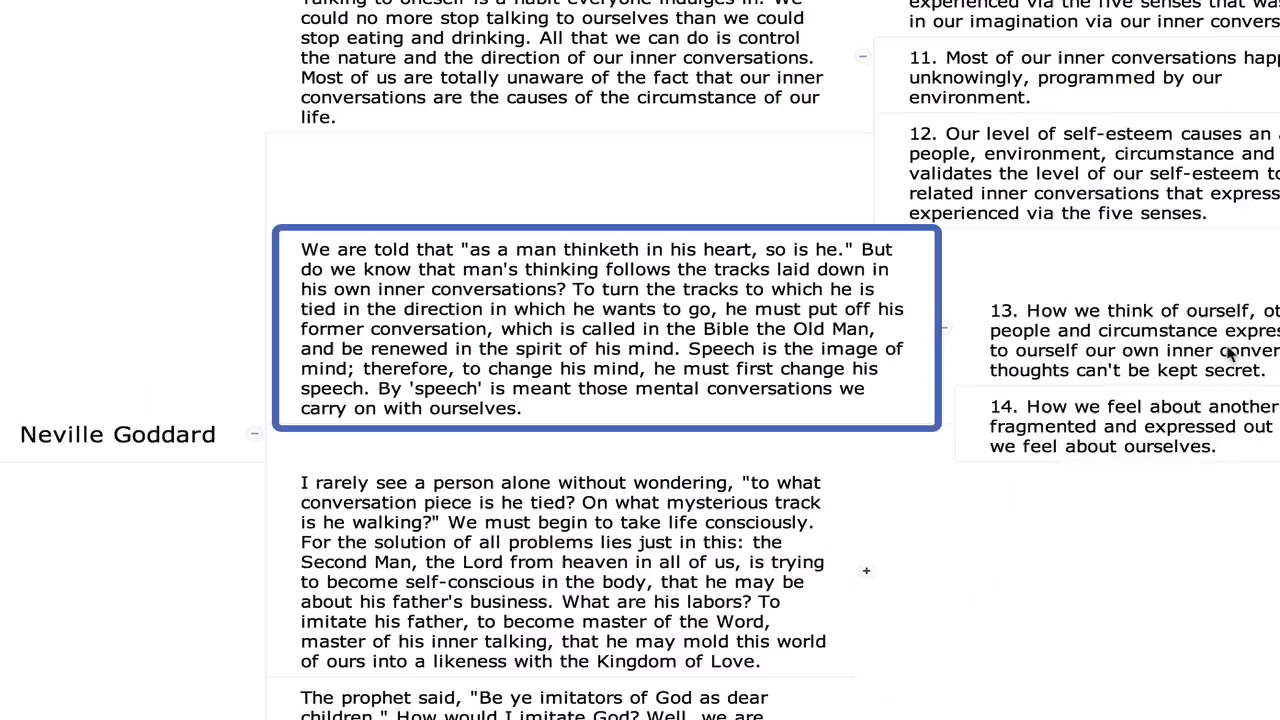 Talking to oneself is a habit everyone indulges in. We
could no more stop talking to ourselves than we could
stop eating and drinking. All that we can do is control
the nature and the direction of our inner conversations.
Most of us are totally unaware of the fact that our inner
conversations are the causes of the circumstance of our
life.
We are told that "as a man thinketh in his heart, so is he." But
do we know that man's thinking follows the tracks laid down in
his own inner conversations? To turn the tracks to which he is
tied in the direction in which he wants to go, he must put off his
former conversation, which is called in the Bible the Old Man,
and be renewed in the spirit of his mind. Speech is the image of
mind; therefore, to change his mind, he must first change his
speech. By 'speech' is meant those mental conversations we
carry on with ourselves.
Neville Goddard
I rarely see a person alone without wondering, "to what
conversation piece is he tied? On what mysterious track
is he walking?" We must begin to take life consciously.
For the solution of all problems lies just in this: the
Second Man, the Lord from heaven in all of us, is trying
to become self-conscious in the body, that he may be
about his father's business. What are his labors? To
imitate his father, to become master of the Word,
master of his inner talking, that he may mold this world
of ours into a likeness with the Kingdom of Love.
The prophet said, "Be ye imitators of God as dear
children." How would I imitate God? Well, we are
experienced via the five senses that
in our imagination via our inner
11. Most of our inner conversations
unknowingly, programmed by our
environment.
12. Our level of self-esteem causes an
people, environment, circumstance and
validates the level of our self-esteem
related inner conversations that
experienced via the five senses.
13. How we think of ourself,
people and circumstance
to ourself our own inner
thoughts can't be kept secret.
14. How we feel about another
fragmented and expressed out
we feel about ourselves.